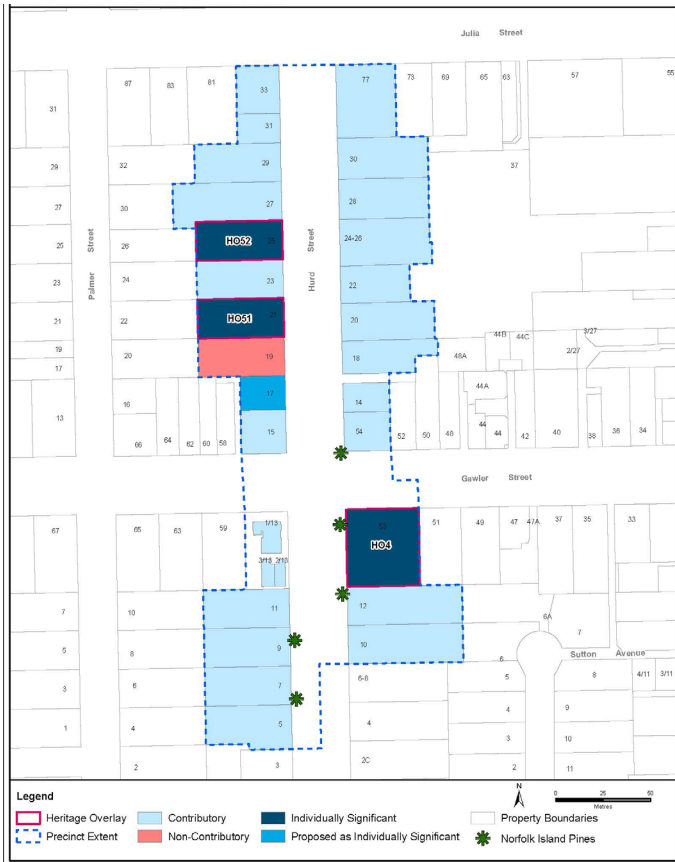 Julia Street
87 83 81 33 77 73 69 65 63 57 55
31 31
29 32 29 30 37
27 30 27 28
25 26 HO52 25 24-26
Palmer Street
Hurd Street
23 24 23 22
21 22 HO51 21 20 44B 44C 3/27
19 20 19 18 48A 2/27
17
13 16 17 14 44A
66 64 62 60 58 15 54 52 50 48 44 44 42 40 38 36 34
Gawler Street
67 65 63 59 1/13 53 51 49 47 47A 37 35 33
HO4
3/13 2/13
7 10 11 12 6A
5 8 9 10 7
6 Sutton Avenue
3 6 7 6-8 5 8 4/11 3/11
1 4 5 4 4 9
3 10
2 3 2C 2 11
Legend
Heritage Overlay Contributory Individually Significant Property Boundaries
Precinct Extent Non-Contributory Proposed as Individually Significant Norfolk Island Pines
N
0 50
Metres